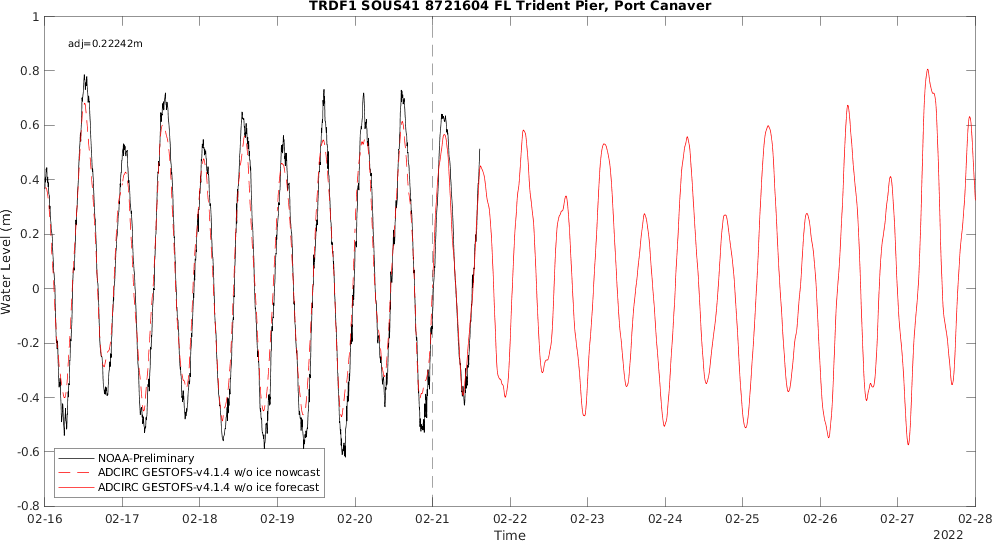 TRDF1 SOUS41 8721604 FL Trident Pier, Port Canaver
adj=0.22242m
1
0.8
0.6
0.4
0.2
0
-0.2
-0.4
-0.6
-0.8
Water Level (m)
NOAA-Preliminary
ADCIRC GESTOFS-v4.1.4 w/o ice nowcast
ADCIRC GESTOFS-v4.1.4 w/o ice forecast
02-16 02-17 02-18 02-19 02-20 02-21 02-22 02-23 02-24 02-25 02-26 02-27 02-28
Time
2022